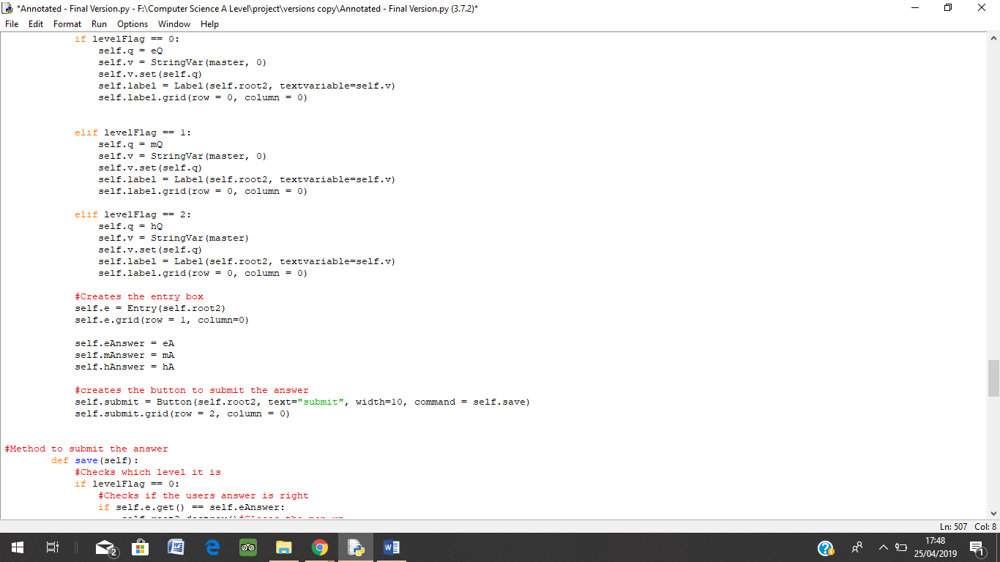 *Annotated - Final Version.py - F:\Computer Science A Level\project\versions copy\Annotated - Final Version.py (3.7.2)*
File Edit Format Run Options Window Help
if levelFlag == 0:
self.q = eQ
self.v = StringVar(master, 0)
self.v.set(self.q)
self.label = Label(self.root2, textvariable=self.v)
self.label.grid(row = 0, column = 0)
elif levelFlag == 1:
self.q = mQ
self.v = StringVar(master, 0)
self.v.set(self.q)
self.label = Label(self.root2, textvariable=self.v)
self.label.grid(row = 0, column = 0)
elif levelFlag == 2:
self.q = hQ
self.v = StringVar(master)
self.v.set(self.q)
self.label = Label(self.root2, textvariable=self.v)
self.label.grid(row = 0, column = 0)
#Creates the entry box
self.e = Entry(self.root2)
self.e.grid(row = 1, column=0)
self.eAnswer = eA
self.mAnswer = mA
self.hAnswer = hA
#creates the button to submit the answer
self.submit = Button(self.root2, text="submit", width=10, command = self.save)
self.submit.grid(row = 2, column = 0)
#Method to submit the answer
def save(self):
#Checks which level it is
if levelFlag == 0:
#Checks if the users answer is right
if self.e.get() == self.eAnswer:
Ln: 507 Col: 8
2
17:48
25/04/2019
1